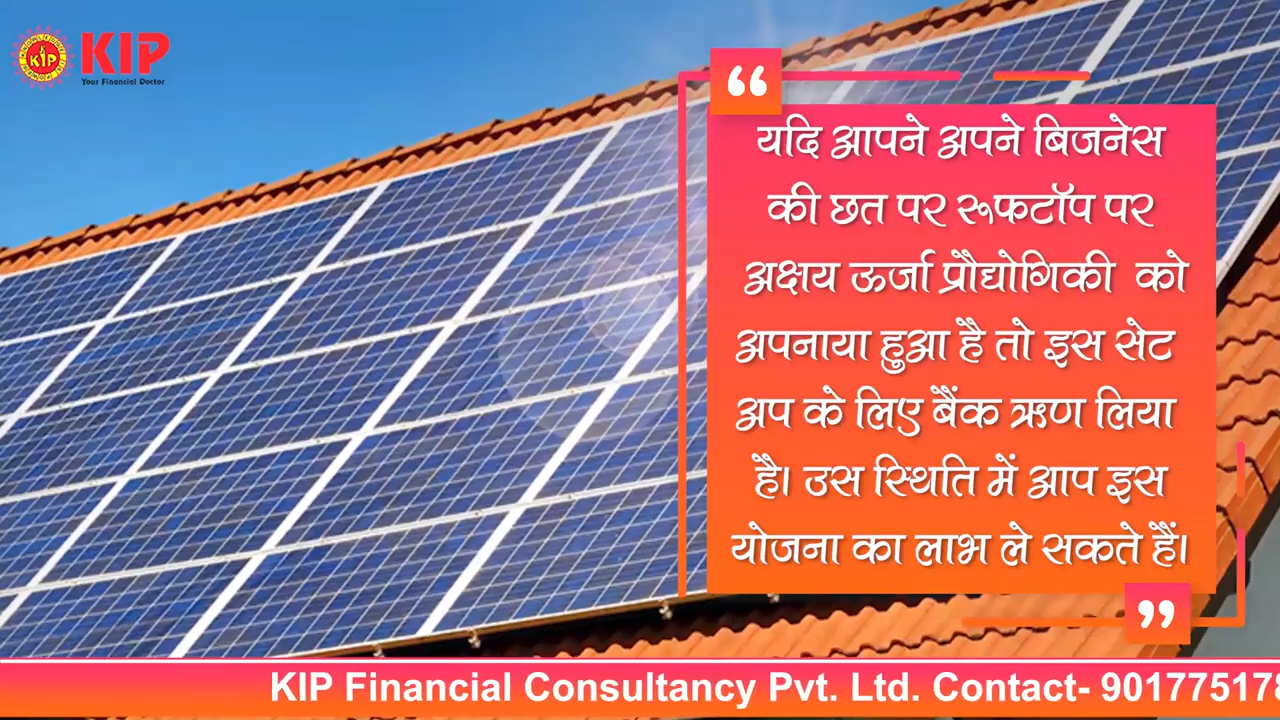 KIP
Your Financial Doctor
KIP
“
यदि आपने अपने बिजनेस
की छत पर रूफटॉप पर
अक्षय ऊर्जा प्रौद्योगिकी को
अपनाया हुआ है तो इस सेट
अप के लिए बैंक ऋण लिया
है। उस स्थिति में आप इस
योजना का लाभ ले सकते हैं।
”
KIP Financial Consultancy Pvt. Ltd. Contact- 901775178